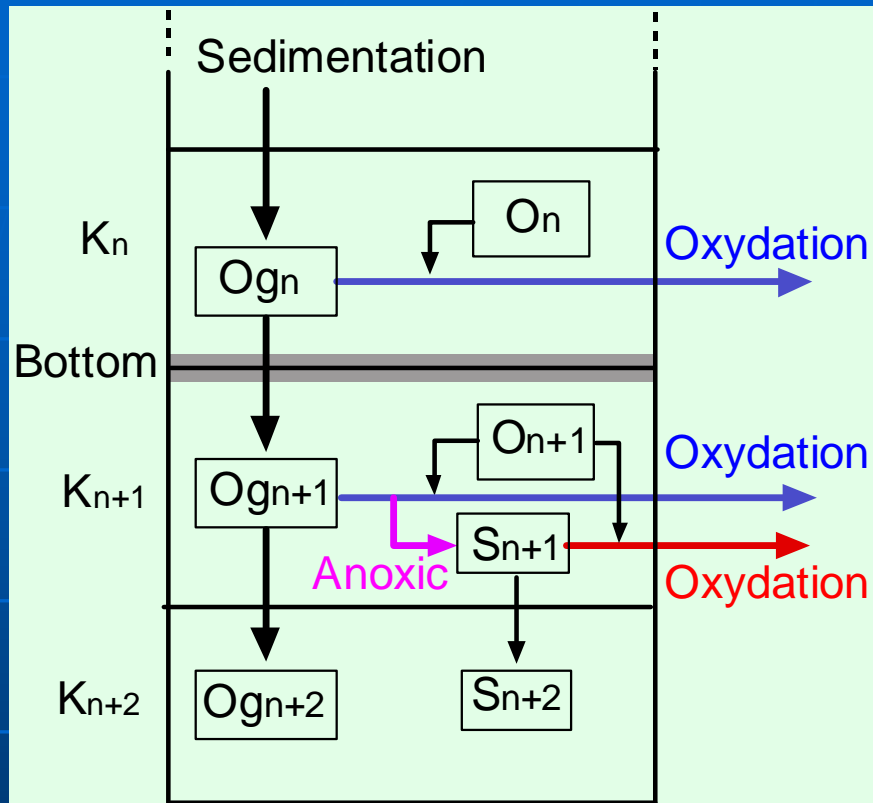 Sedimentation
Kn
On
Oxydation
Ogn
Bottom
Kn+1
On+1
Oxydation
Ogn+1
Sn+1
Anoxic
Oxydation
Kn+2
Ogn+2
Sn+2